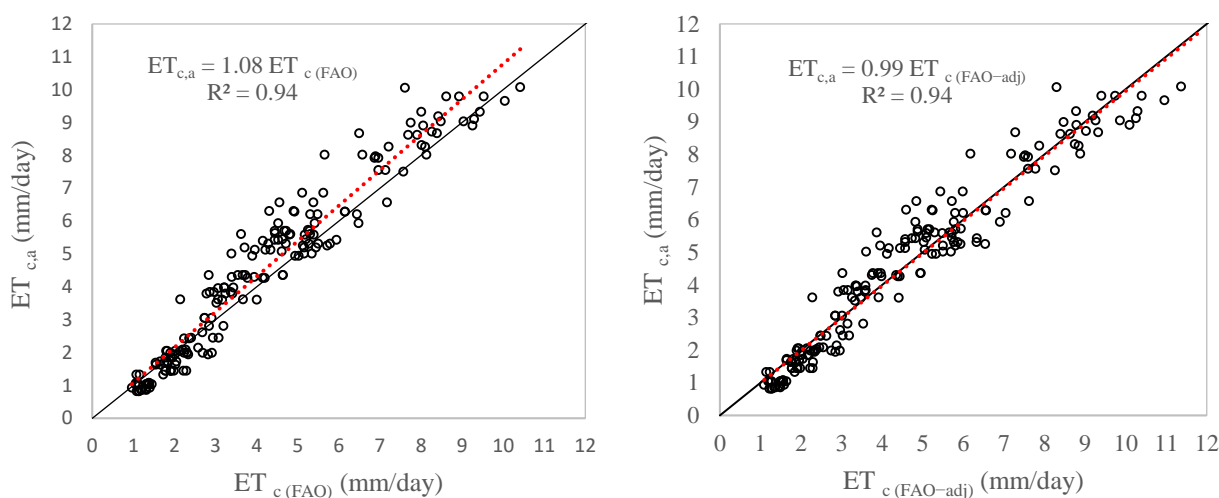 12
11
10
9
8
7
6
5
4
3
2
1
0
ET c,a (mm/day)
ETc,a = 1.08 ET c (FAO)
R² = 0.94
0 1 2 3 4 5 6 7 8 9 10 11 12
ET c (FAO) (mm/day)
12
11
10
9
8
7
6
5
4
3
2
1
0
ET c,a (mm/day)
ETc,a = 0.99 ET c (FAO−adj)
R² = 0.94
0 1 2 3 4 5 6 7 8 9 10 11 12
ET c (FAO−adj) (mm/day)